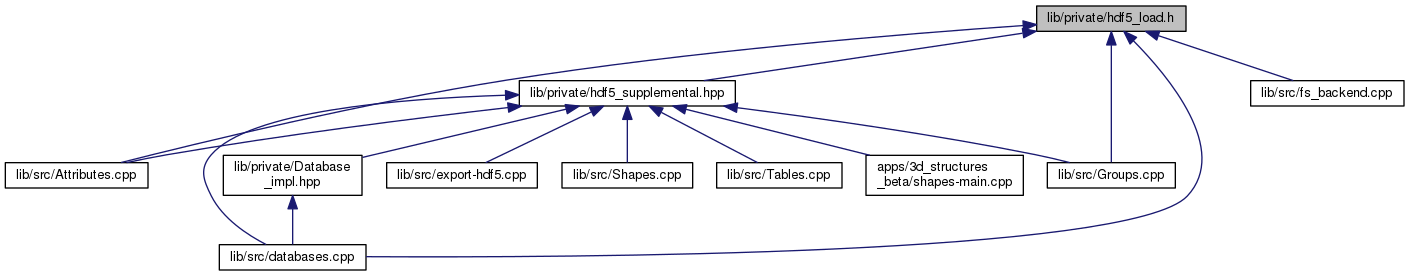 lib/private/hdf5_load.h
lib/private/hdf5_supplemental.hpp
lib/src/fs_backend.cpp
lib/src/Attributes.cpp
lib/private/Database
_impl.hpp
lib/src/export-hdf5.cpp
lib/src/Shapes.cpp
lib/src/Tables.cpp
apps/3d_structures
_beta/shapes-main.cpp
lib/src/Groups.cpp
lib/src/databases.cpp